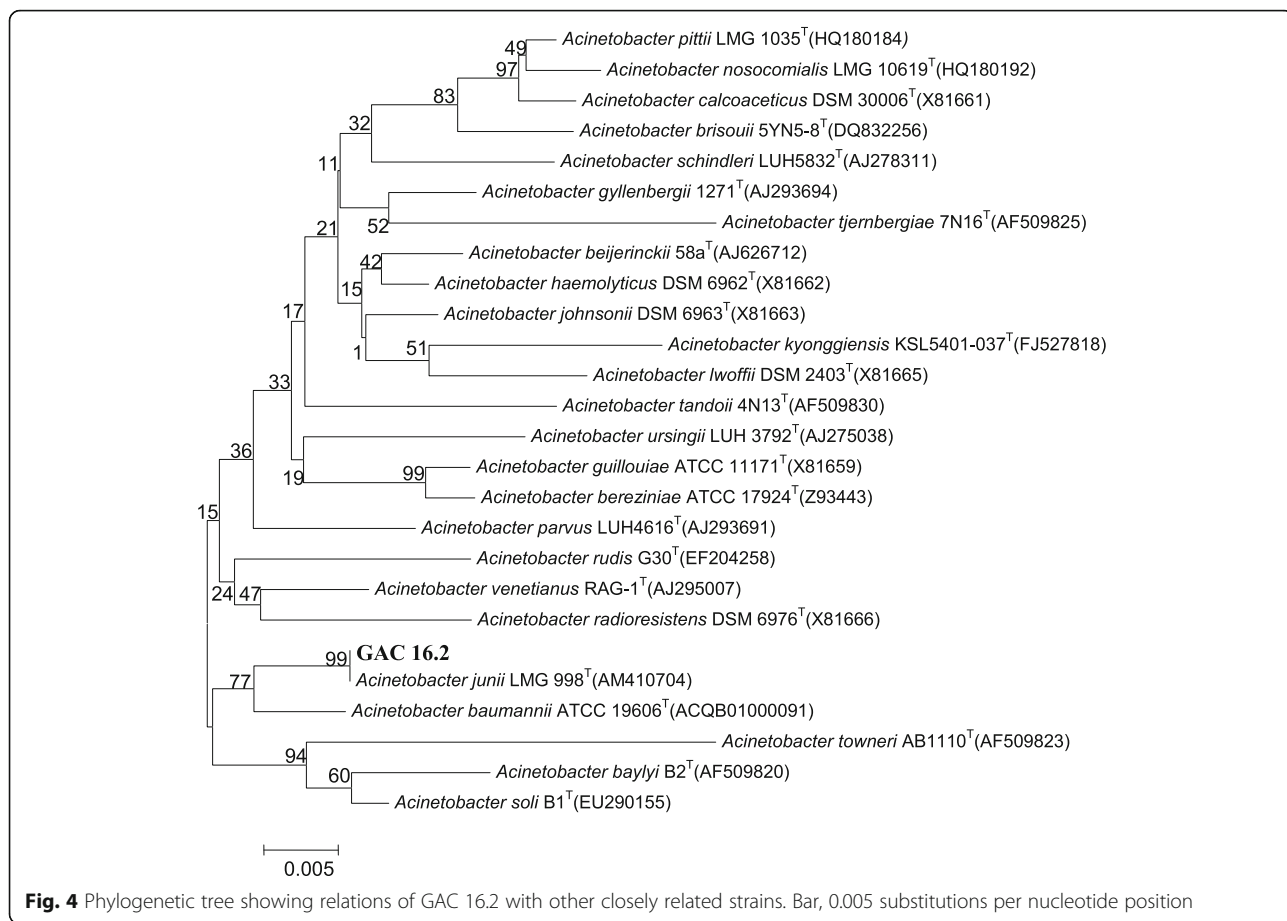 Acinetobacter pittii LMG 1035T(HQ180184)
49
Acinetobacter nosocomialis LMG 10619T(HQ180192)
97
Acinetobacter calcoaceticus DSM 30006T(X81661)
83
Acinetobacter brisouii 5YN5-8T(DQ832256)
32
Acinetobacter schindleri LUH5832T(AJ278311)
11
Acinetobacter gyllenbergii 1271T(AJ293694)
52
Acinetobacter tjernbergiae 7N16T(AF509825)
21
Acinetobacter beijerinckii 58aT(AJ626712)
42
Acinetobacter haemolyticus DSM 6962T(X81662)
15
Acinetobacter johnsonii DSM 6963T(X81663)
17
1
51
Acinetobacter kyonggiensis KSL5401-037T(FJ527818)
Acinetobacter lwoffii DSM 2403T(X81665)
33
Acinetobacter tandoii 4N13T(AF509830)
Acinetobacter ursingii LUH 3792T(AJ275038)
36
19
99
Acinetobacter guillouiae ATCC 11171T(X81659)
Acinetobacter bereziniae ATCC 17924T(Z93443)
15
Acinetobacter parvus LUH4616T(AJ293691)
Acinetobacter rudis G30T(EF204258)
24
47
Acinetobacter venetianus RAG-1T(AJ295007)
Acinetobacter radioresistens DSM 6976T(X81666)
99
GAC 16.2
77
Acinetobacter junii LMG 998T(AM410704)
Acinetobacter baumannii ATCC 19606T(ACQB01000091)
Acinetobacter towneri AB1110T(AF509823)
94
60
Acinetobacter baylyi B2T(AF509820)
Acinetobacter soli B1T(EU290155)
0.005
Fig. 4 Phylogenetic tree showing relations of GAC 16.2 with other closely related strains. Bar, 0.005 substitutions per nucleotide position